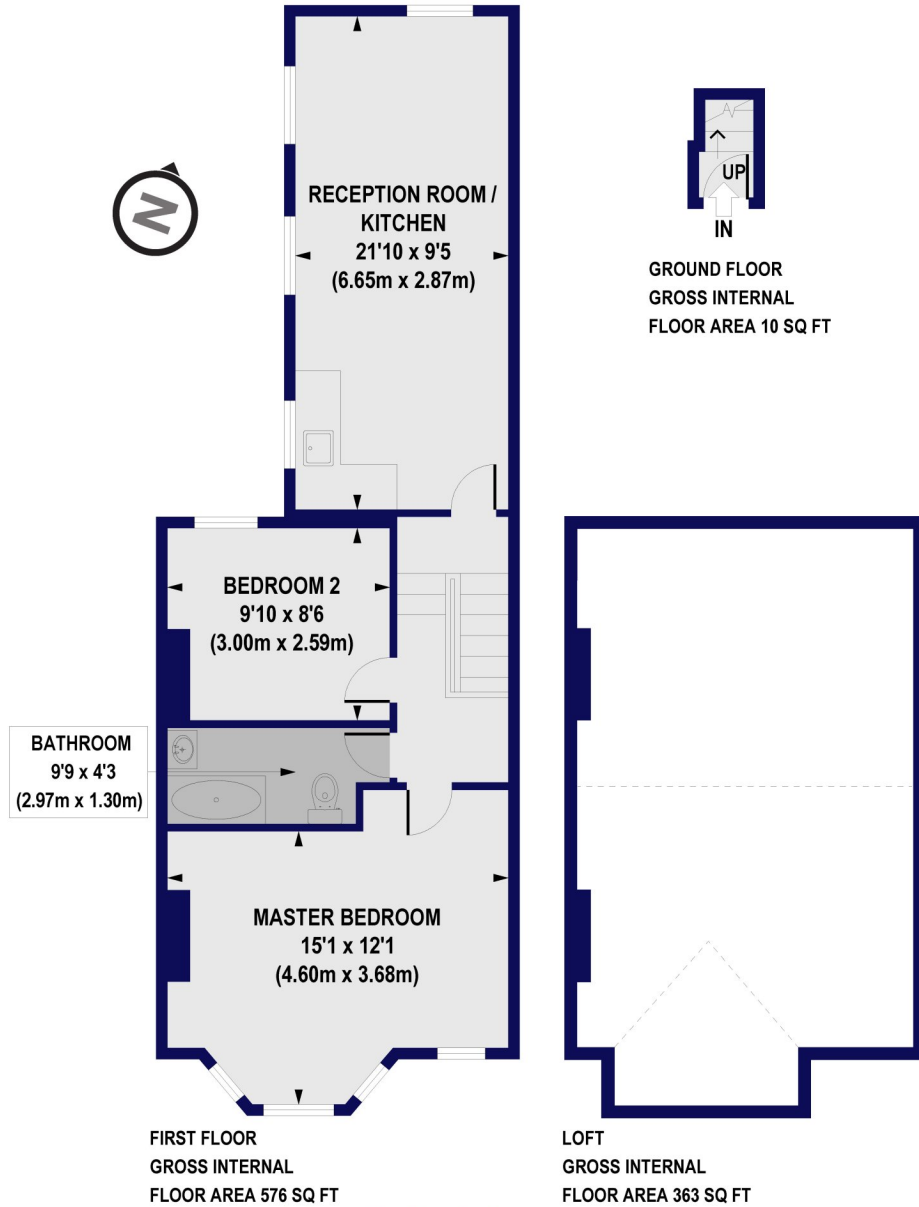 RECEPTION ROOM /
KITCHEN
21'10 x 9'5
(6.65m x 2.87m)
N
UP
IN
GROUND FLOOR
GROSS INTERNAL
FLOOR AREA 10 SQ FT
BEDROOM 2
9'10 x 8'6
(3.00m x 2.59m)
BATHROOM
9'9 x 4'3
(2.97m x 1.30m)
MASTER BEDROOM
15'1 x 12'1
(4.60m x 3.68m)
FIRST FLOOR
GROSS INTERNAL
FLOOR AREA 576 SQ FT
LOFT
GROSS INTERNAL
FLOOR AREA 363 SQ FT